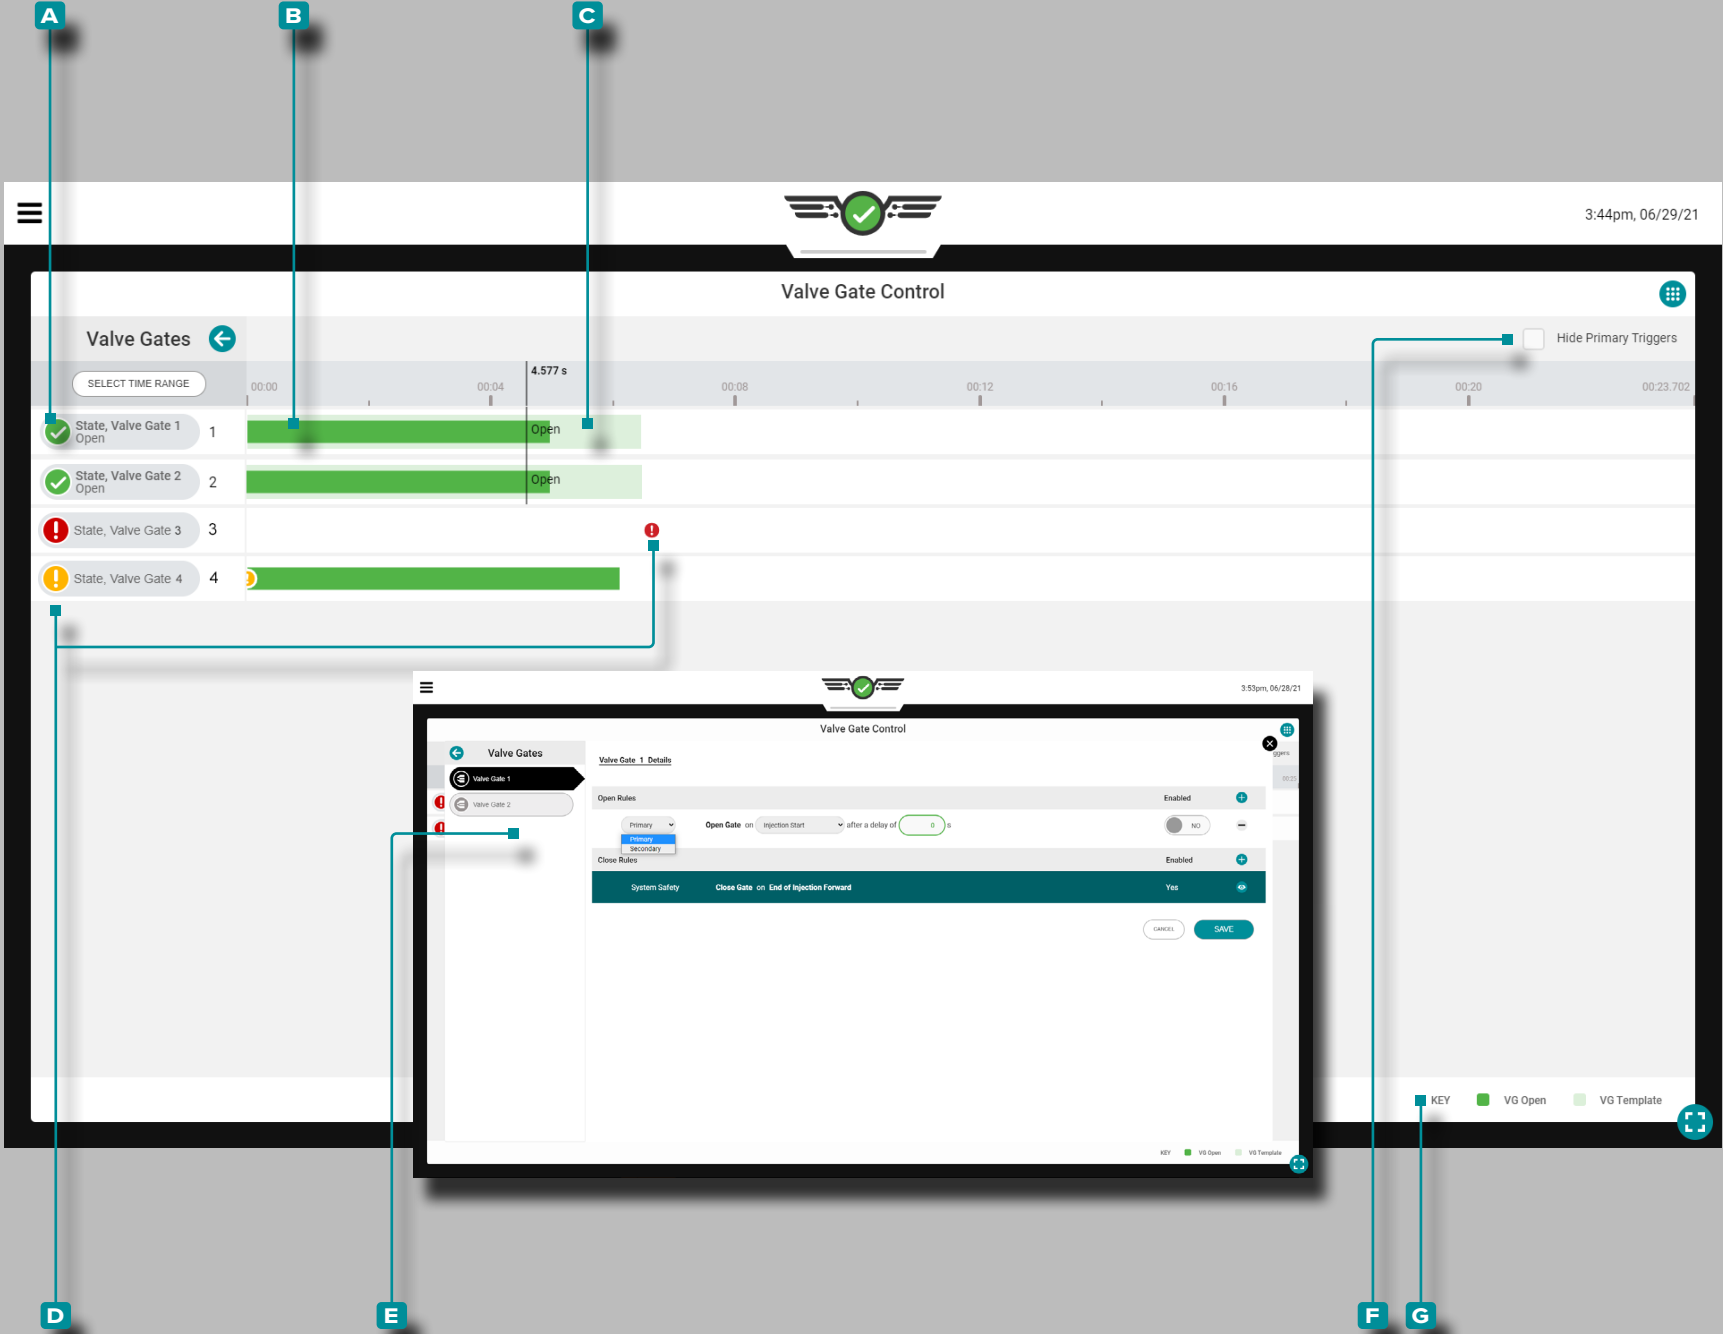 A B C
3:44pm, 06/29/21
Valve Gate Control
Valve Gates
Hide Primary Triggers
SELECT TIME RANGE
4.577 s
00:00 00:04 00:08 00:12 00:16 00:20 00:23.702
State, Valve Gate 1
Open
1
Open
State, Valve Gate 2
Open
2
Open
State, Valve Gate 3
3
State, Valve Gate 4
4
3:53pm, 06/28/21
Valve Gate Control
Valve Gates
ggers
Valve Gate 1 Details
Valve Gate 1
00:25
Open Rules Enabled
Valve Gate 2
Primary Open Gate on Injection Start after a delay of 0 s NO
Primary
Secondary
Close Rules Enabled
System Safety Close Gate on End of Injection Forward Yes
CANCEL SAVE
KEY VG Open VG Template
KEY VG Open VG Template
D E F G